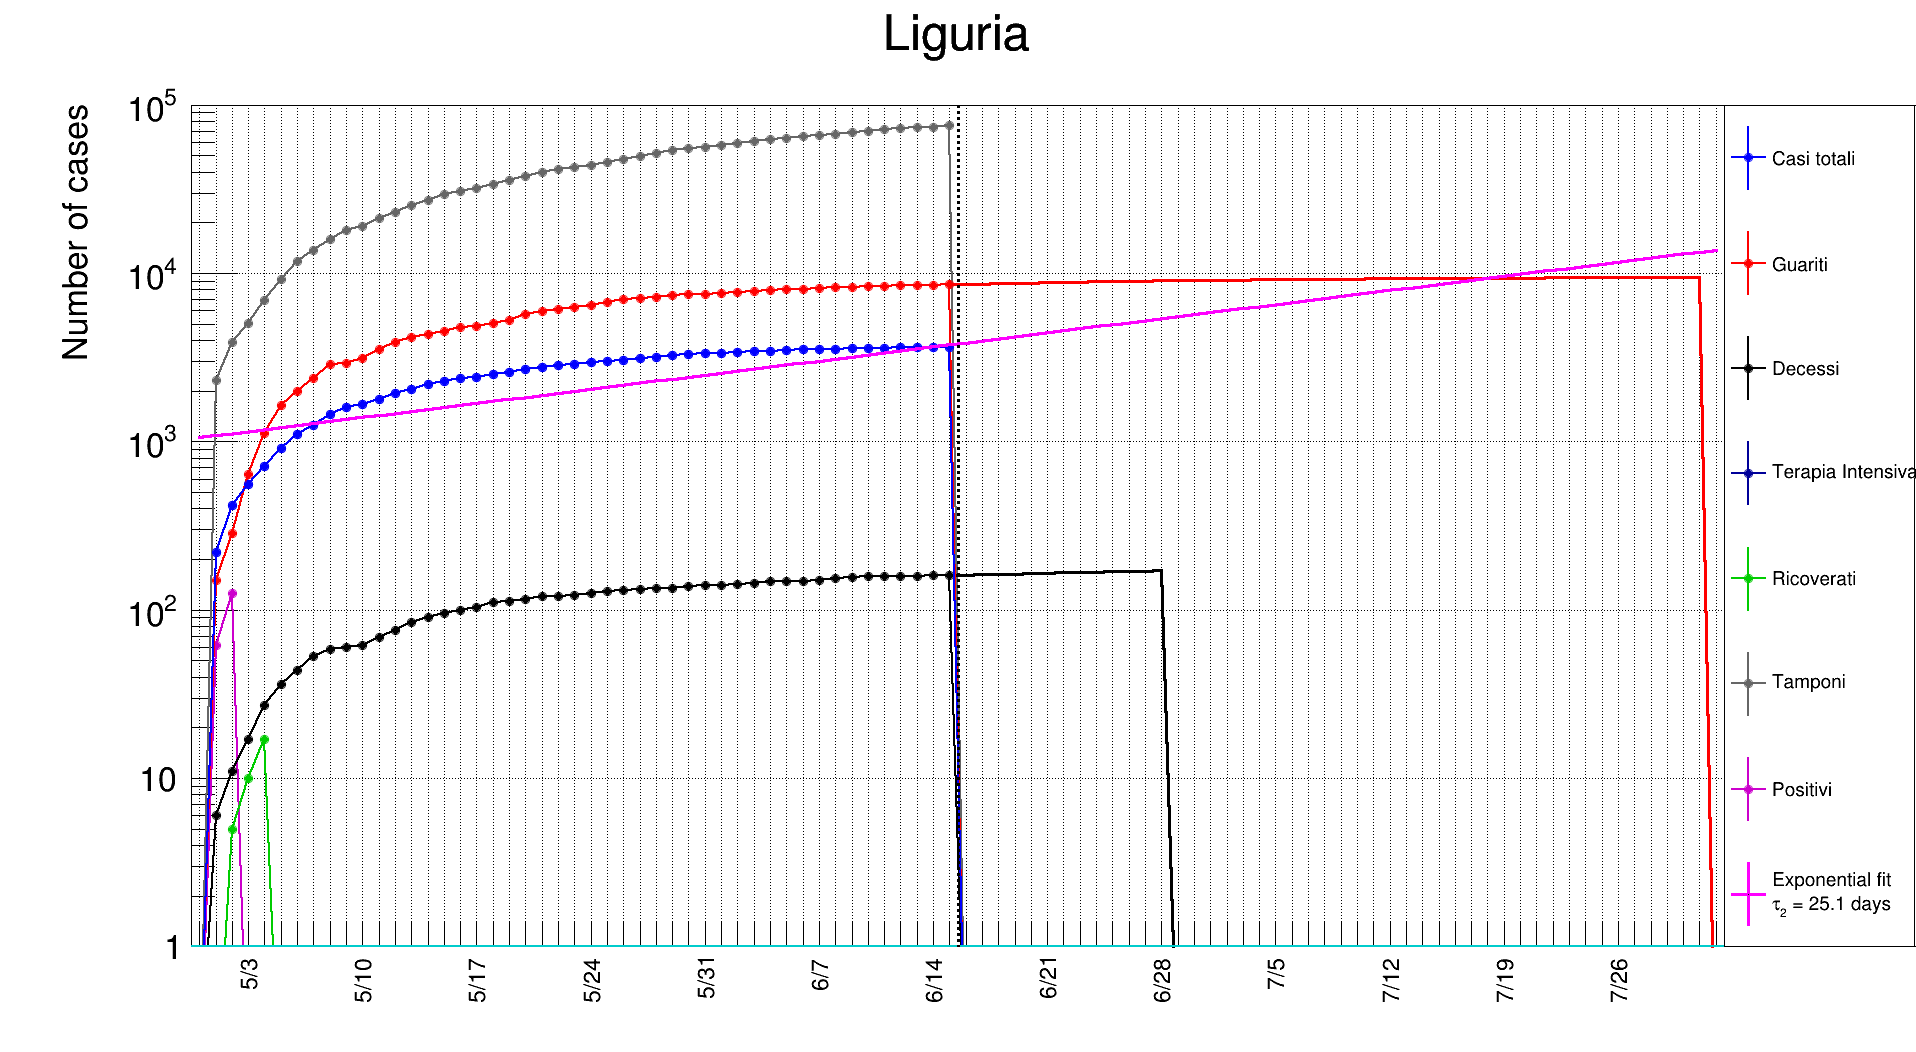 Liguria
Number of cases
10^5
10^4
10^3
10^2
10
1
5/3
5/10
5/17
5/24
5/31
6/7
6/14
6/21
6/28
7/5
7/12
7/19
7/26
Casi totali
Guariti
Decessi
Terapia Intensiva
Ricoverati
Tamponi
Positivi
Exponential fit
τ2 = 25.1 days